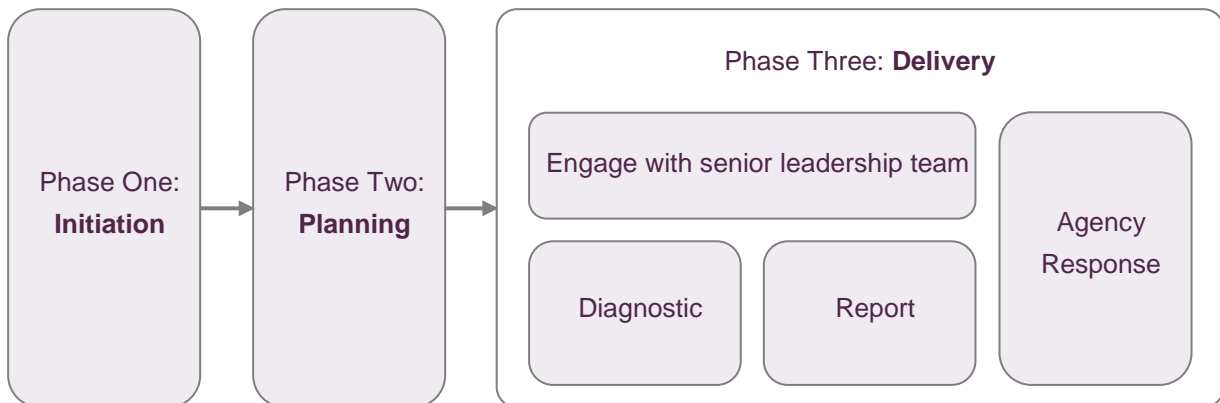 Phase One:
Initiation
Phase Two:
Planning
Phase Three: Delivery
Engage with senior leadership team
Diagnostic
Report
Agency
Response